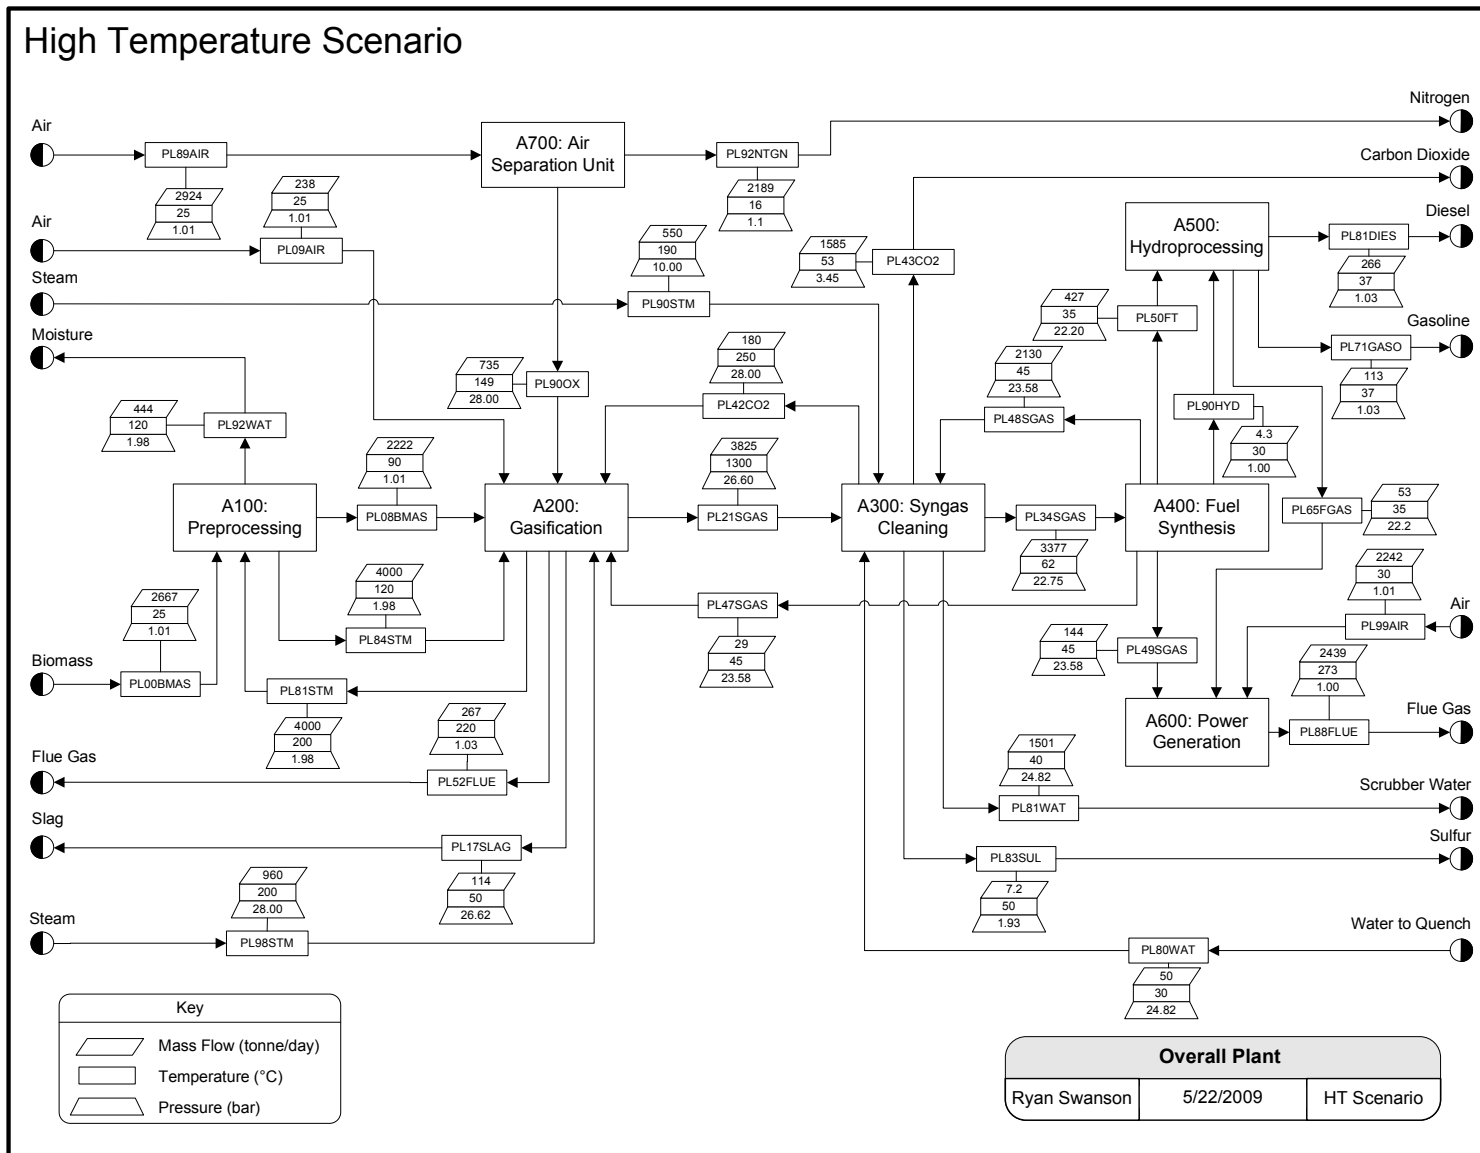 High Temperature Scenario
Air
PL89AIR
2924
25
1.01
A700: Air
Separation Unit
PL92NTGN
2189
16
1.1
Nitrogen
Carbon Dioxide
Air
PL09AIR
238
25
1.01
Steam
PL90STM
550
190
10.00
PL43CO2
1585
53
3.45
A500:
Hydroprocessing
PL81DIES
266
37
1.03
Diesel
PL71GASO
113
37
1.03
Gasoline
Moisture
PL92WAT
444
120
1.98
PL90OX
735
149
28.00
PL42CO2
180
250
28.00
PL50FT
427
35
22.20
PL48SGAS
2130
45
23.58
PL90HYD
4.3
30
1.00
A100:
Preprocessing
PL08BMAS
2222
90
1.01
A200:
Gasification
PL21SGAS
3825
1300
26.60
A300: Syngas
Cleaning
PL34SGAS
3377
62
22.75
A400: Fuel
Synthesis
PL65FGAS
53
35
22.2
PL84STM
4000
120
1.98
PL47SGAS
29
45
23.58
PL49SGAS
144
45
23.58
PL99AIR
2242
30
1.01
Air
Biomass
PL00BMAS
2667
25
1.01
PL81STM
4000
200
1.98
A600: Power
Generation
PL88FLUE
2439
273
1.00
Flue Gas
Flue Gas
PL52FLUE
267
220
1.03
PL81WAT
1501
40
24.82
Scrubber Water
Slag
PL17SLAG
114
50
26.62
PL83SUL
7.2
50
1.93
Sulfur
Steam
PL98STM
960
200
28.00
PL80WAT
50
30
24.82
Water to Quench
Key
Mass Flow (tonne/day)
Temperature (°C)
Pressure (bar)
Overall Plant
Ryan Swanson
5/22/2009
HT Scenario